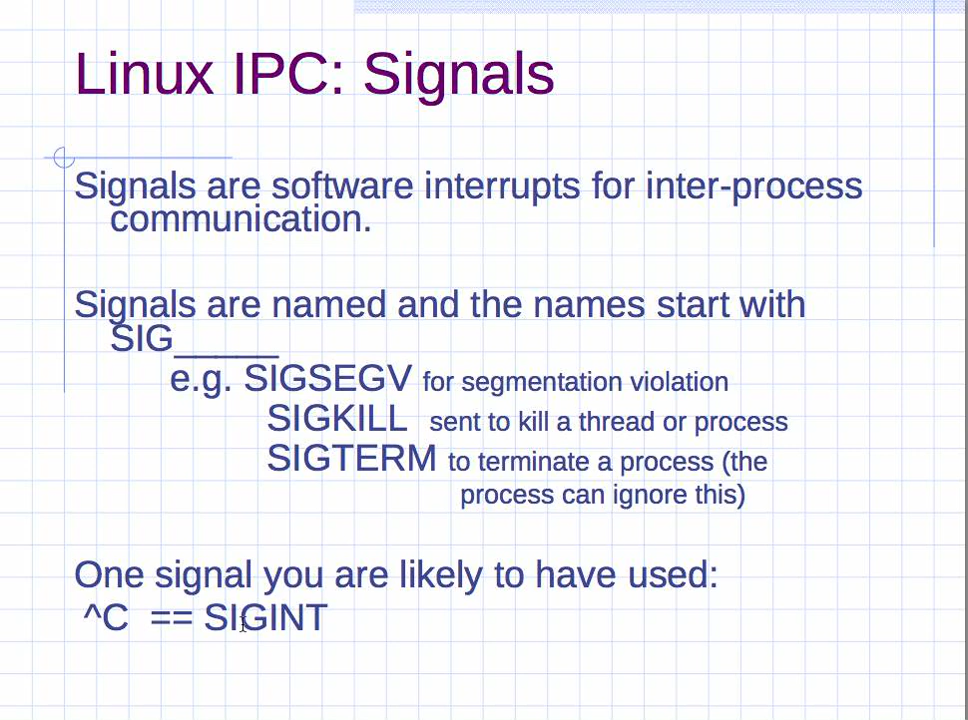 Linux IPC: Signals
Signals are software interrupts for inter-process
communication.
Signals are named and the names start with
SIG_____
e.g. SIGSEGV for segmentation violation
SIGKILL sent to kill a thread or process
SIGTERM to terminate a process (the
process can ignore this)
One signal you are likely to have used:
^C == SIGINT